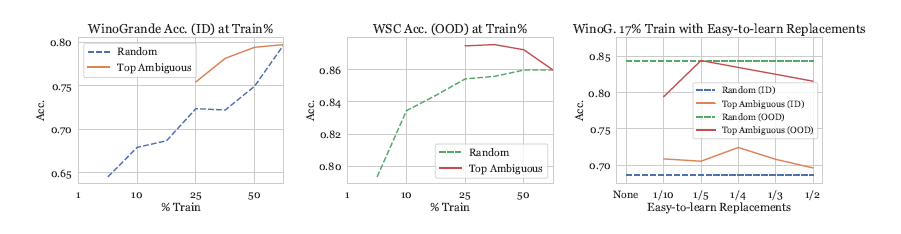 WinoGrande Acc. (ID) at Train%
0.80
0.75
0.70
0.65
Acc.
Random
Top Ambiguous
1
10
25
50
% Train
WSC Acc. (OOD) at Train%
0.86
0.84
0.82
0.80
Acc.
Random
Top Ambiguous
1
10
25
50
% Train
WinoG. 17% Train with Easy-to-learn Replacements
0.85
0.80
0.75
0.70
Acc.
Random (ID)
Top Ambiguous (ID)
Random (OOD)
Top Ambiguous (OOD)
None
1/10
1/5
1/4
1/3
1/2
Easy-to-learn Replacements